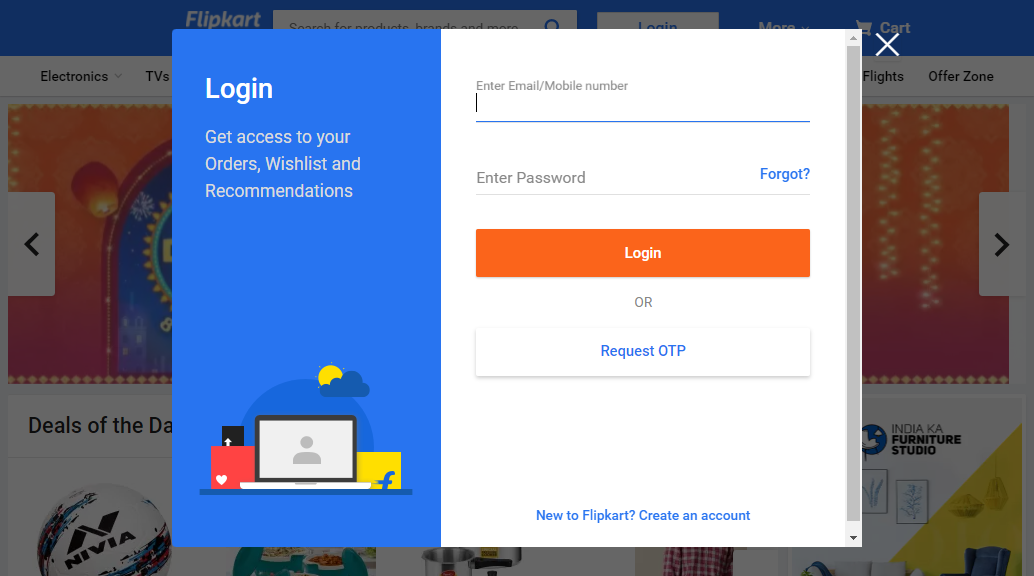 Flipkart
Search for products, brands and more
Login
More
Cart
Electronics
TVs
Flights
Offer Zone
Login
Get access to your
Orders, Wishlist and
Recommendations
Enter Email/Mobile number
Enter Password
Forgot?
Login
OR
Request OTP
New to Flipkart? Create an account
Deals of the Da
NIVIA
INDIA KA
FURNITURE
STUDIO